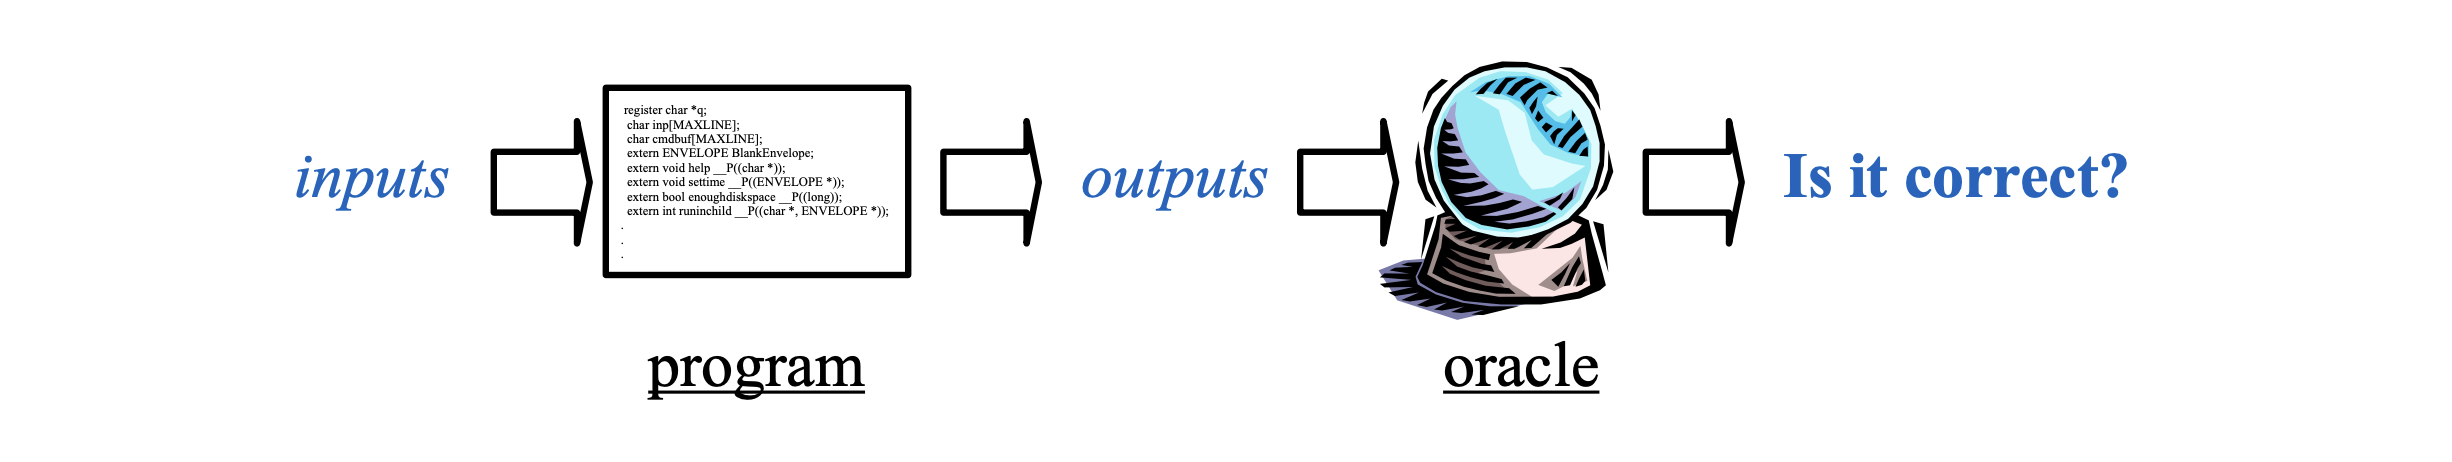 inputs
register char *q;
char inp[MAXLINE];
char cmdbuf[MAXLINE];
extern ENVELOPE BlankEnvelope;
extern void help __P((char *));
extern void settime __P((ENVELOPE *));
extern bool enoughdiskspace __P((long));
extern int runinchild __P((char *, ENVELOPE *));
.
.
.
program
outputs
oracle
Is it correct?